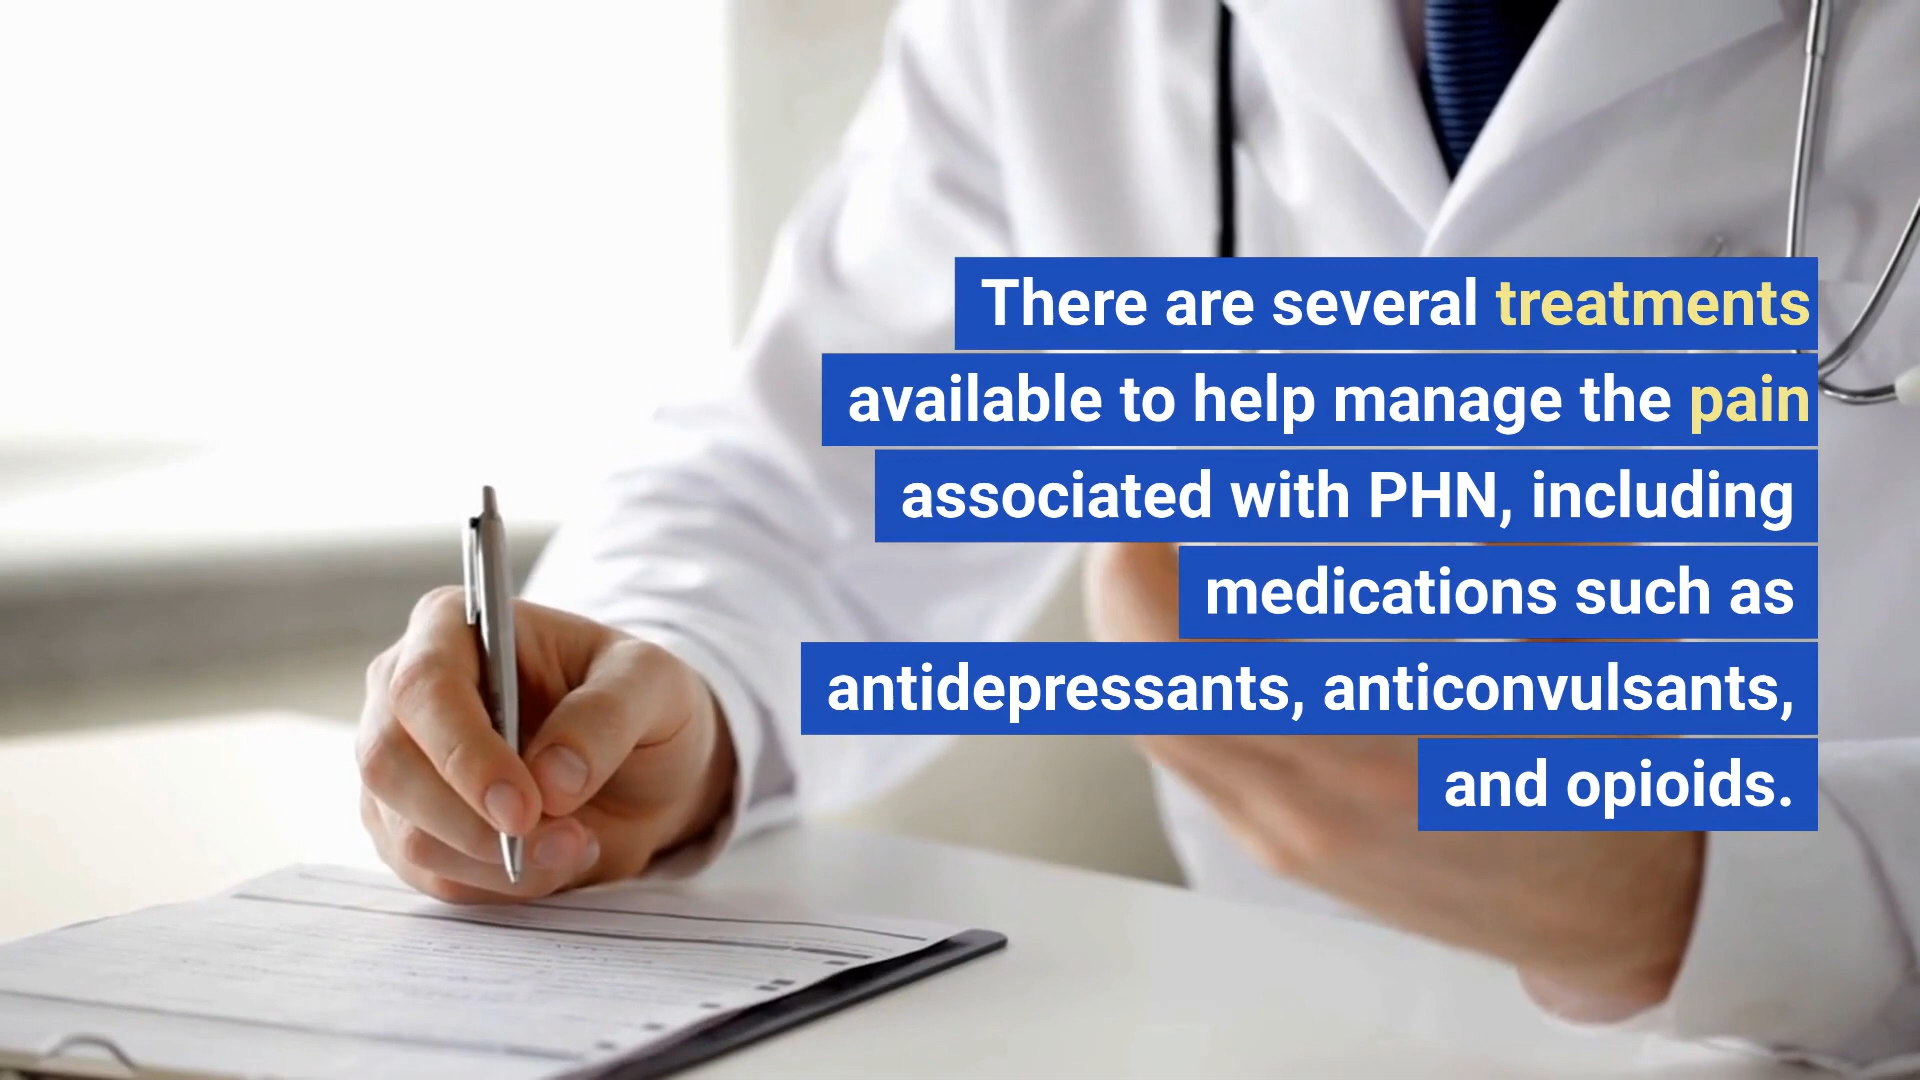 There are several treatments
available to help manage the pain
associated with PHN, including
medications such as
antidepressants, anticonvulsants,
and opioids.